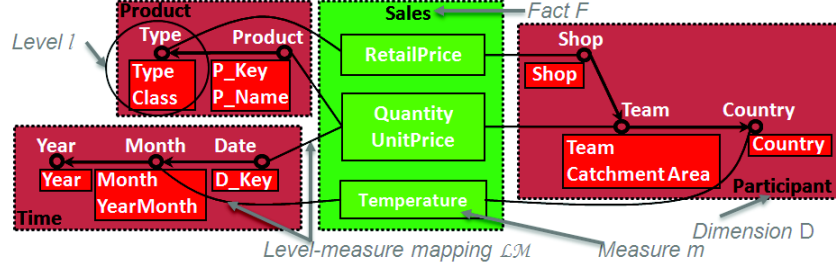 Product
Sales
Fact F
Level l
Type
Product
RetailPrice
Shop
Type
Class
P_Key
P_Name
Shop
Quantity
UnitPrice
Team
Country
Year
Month
Date
Team
Catchment Area
Country
Year
Month
YearMonth
D_Key
Temperature
Participant
Time
Dimension D
Level-measure mapping ℒℳ
Measure m